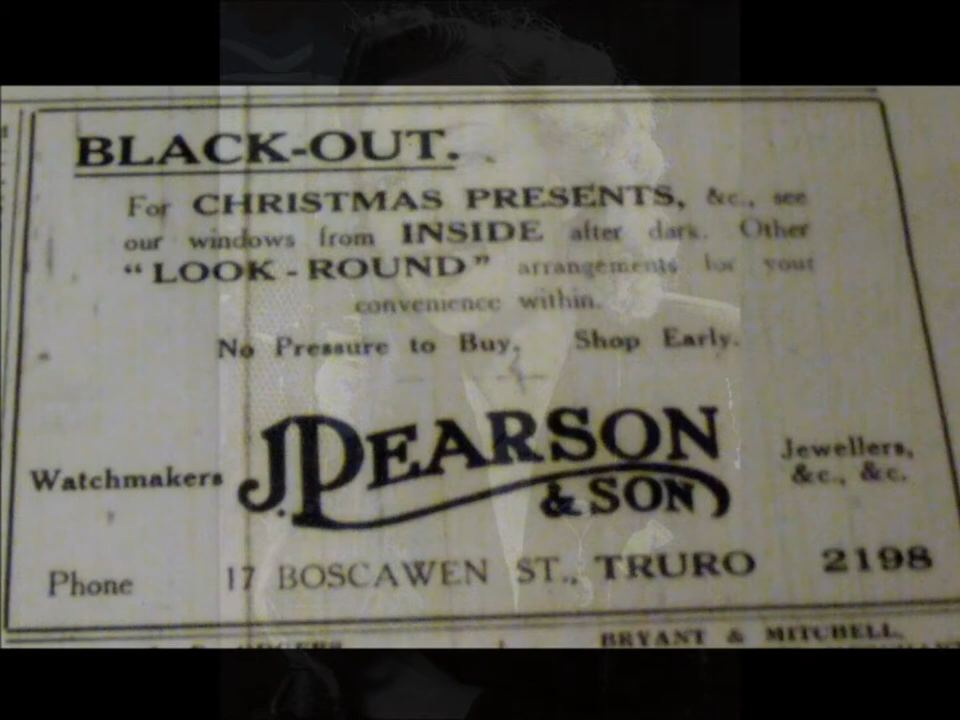 BLACK-OUT.
For CHRISTMAS PRESENTS, &c., see
our windows from INSIDE after dark. Other
"LOOK-ROUND" arrangements for your
convenience within.
No Pressure to Buy. Shop Early.
Watchmakers J. PEARSON & SON Jewellers, &c., &c.
Phone 17 BOSCAWEN ST., TRURO 2198
BRYANT & MITCHELL,